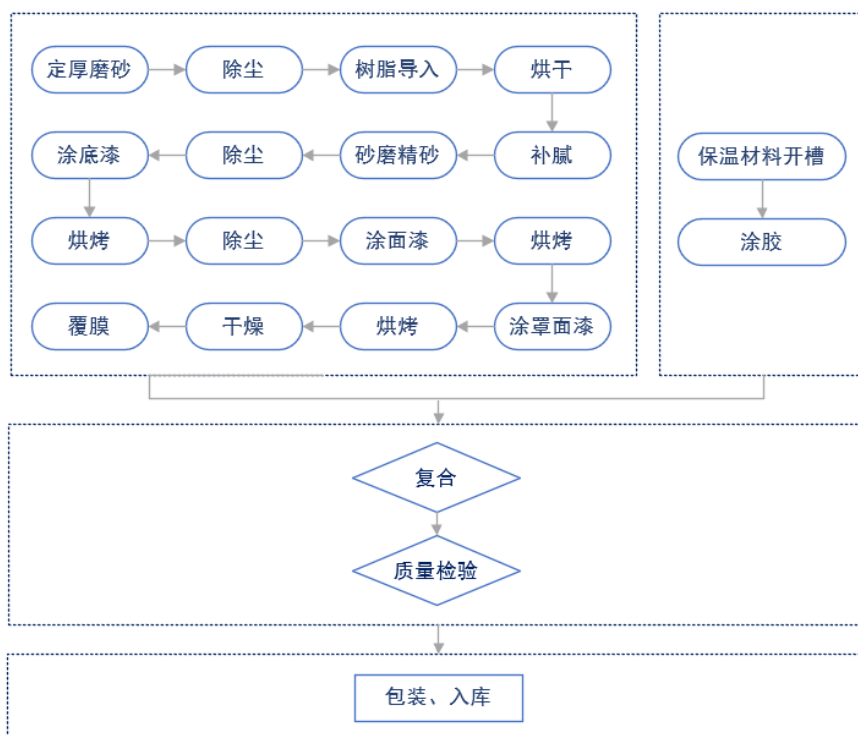 定厚磨砂
除尘
树脂导入
烘干
涂底漆
除尘
砂磨精砂
补腻
保温材料开槽
烘烤
除尘
涂面漆
烘烤
涂胶
覆膜
干燥
烘烤
涂罩面漆
复合
质量检验
包装、入库